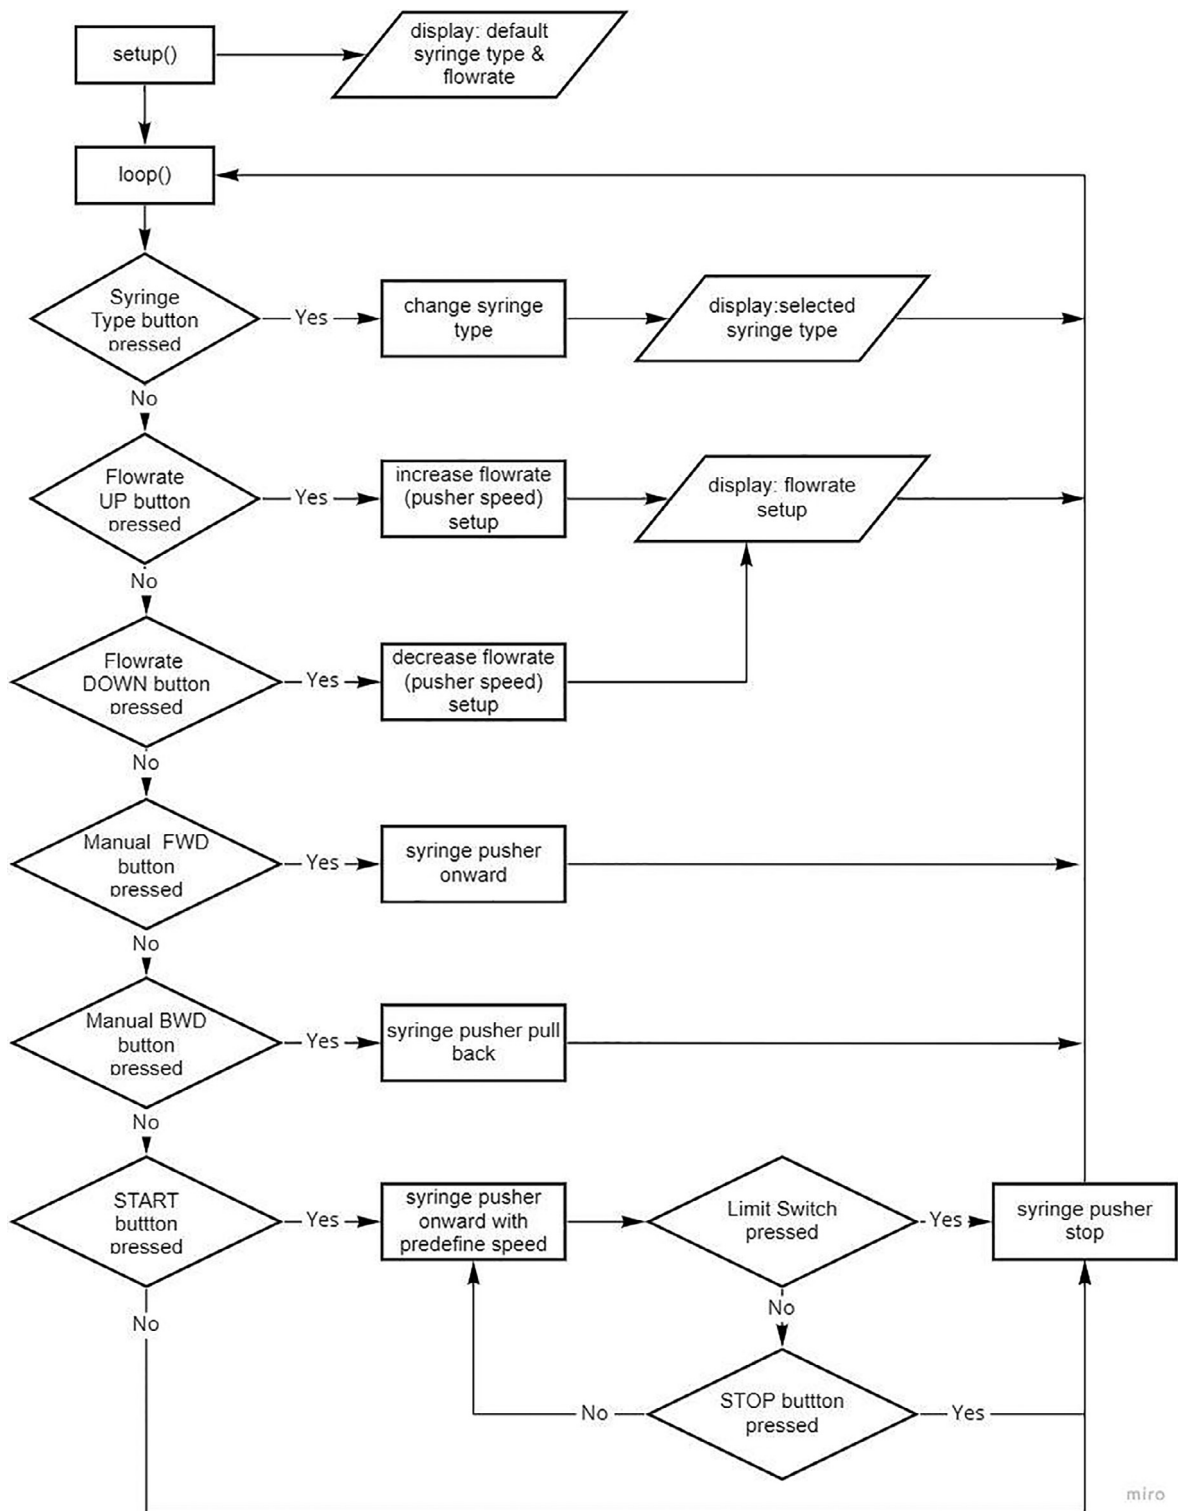 setup()
display: default
syringe type &
flowrate
loop()
Syringe
Type button
pressed
Yes
change syringe
type
display:selected
syringe type
No
Flowrate
UP button
pressed
Yes
increase flowrate
(pusher speed)
setup
display: flowrate
setup
No
Flowrate
DOWN button
pressed
Yes
decrease flowrate
(pusher speed)
setup
No
Manual FWD
button
pressed
Yes
syringe pusher
onward
No
Manual BWD
button
pressed
Yes
syringe pusher pull
back
No
START
buttton
pressed
Yes
syringe pusher
onward with
predefine speed
Limit Switch
pressed
Yes
syringe pusher
stop
No
No
STOP buttton
pressed
No
Yes
miro